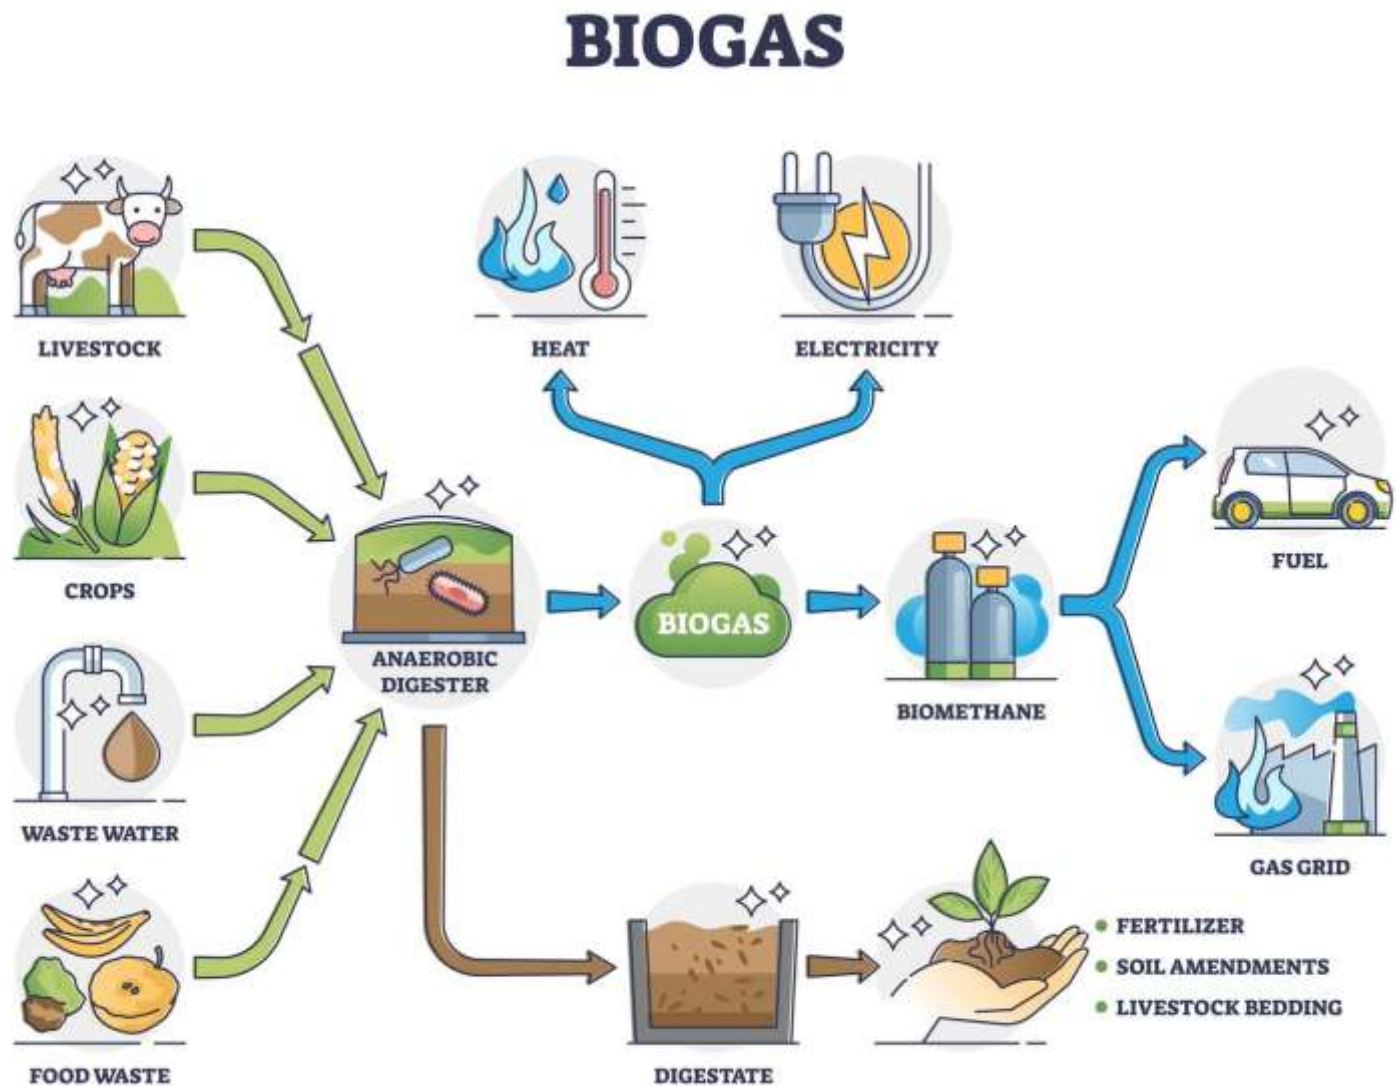 BIOGAS
LIVESTOCK
HEAT
ELECTRICITY
CROPS
FUEL
ANAEROBIC
DIGESTER
BIOGAS
BIOMETHANE
WASTE WATER
GAS GRID
FOOD WASTE
DIGESTATE
• FERTILIZER
• SOIL AMENDMENTS
• LIVESTOCK BEDDING